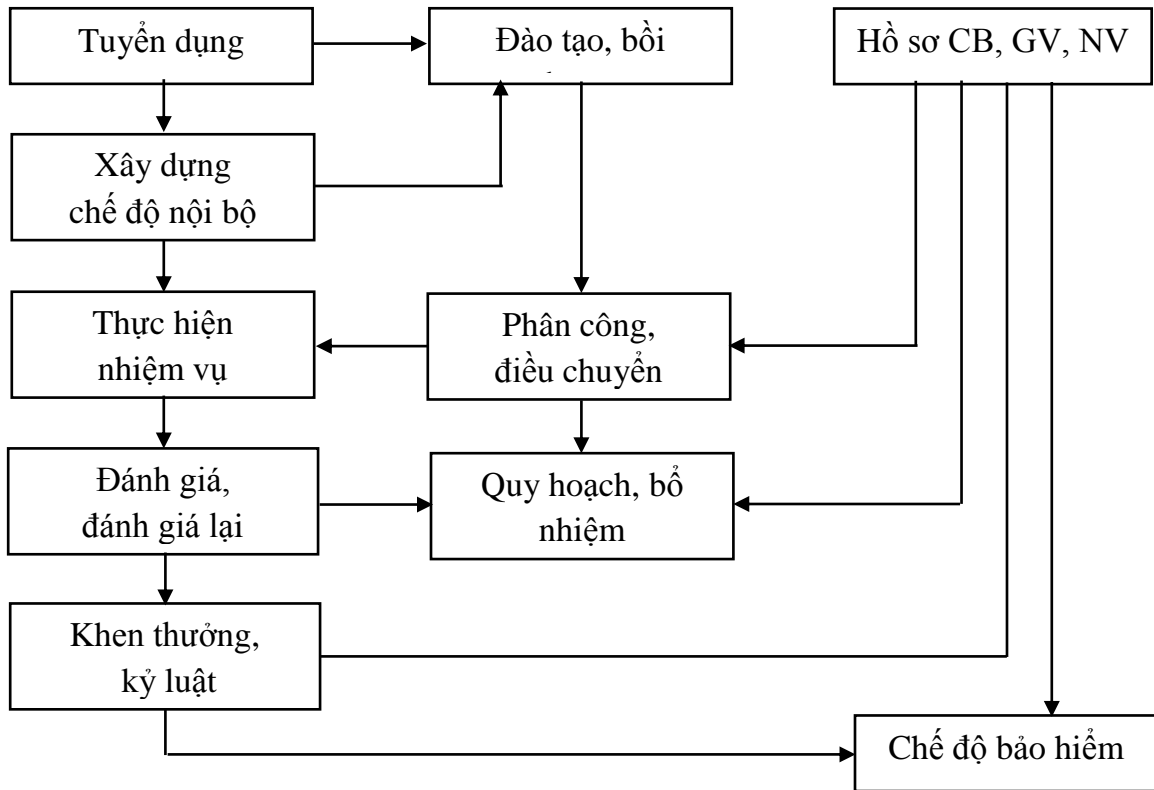 Tuyển dụng
Đào tạo, bồi
Hồ sơ CB, GV, NV
Xây dựng
chế độ nội bộ
Thực hiện
nhiệm vụ
Phân công,
điều chuyển
Đánh giá,
đánh giá lại
Quy hoạch, bổ
nhiệm
Khen thưởng,
kỷ luật
Chế độ bảo hiểm